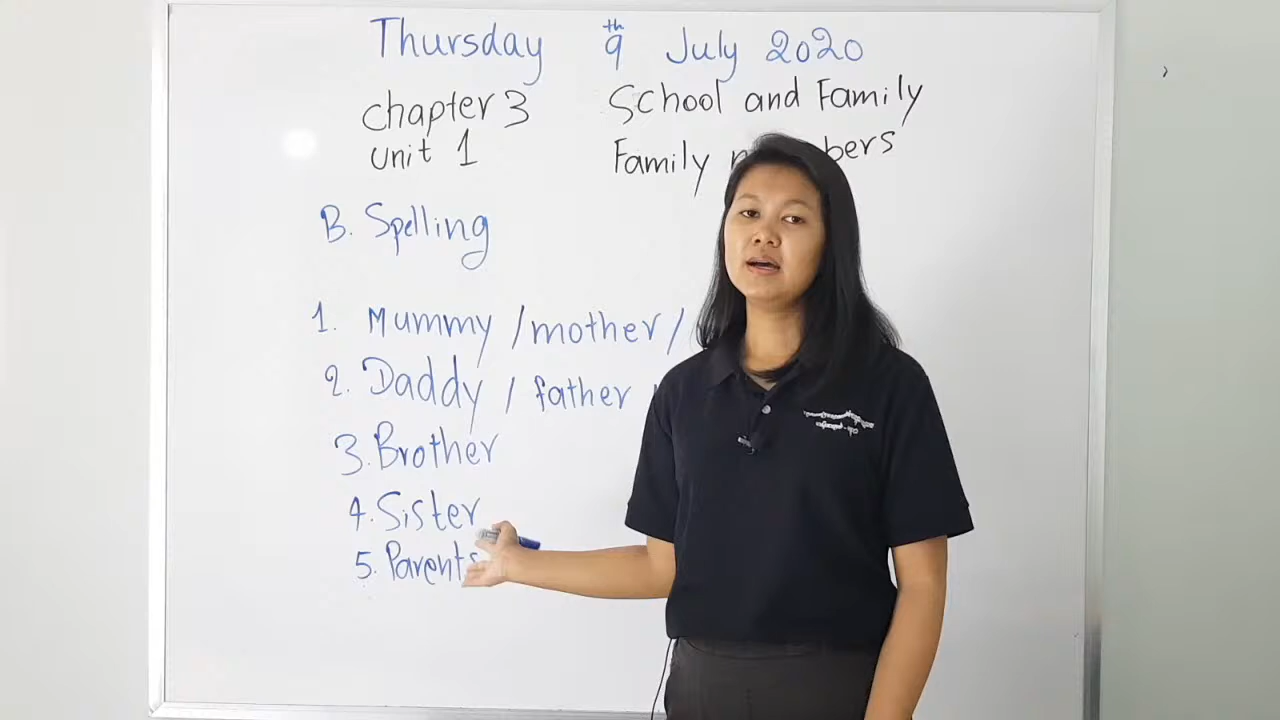 Thursday 9th July 2020
Chapter 3 School and Family
Unit 1 Family
B. Spelling
1. Mummy / mother /
2. Daddy / father
3. Brother
4. Sister
5. Parents